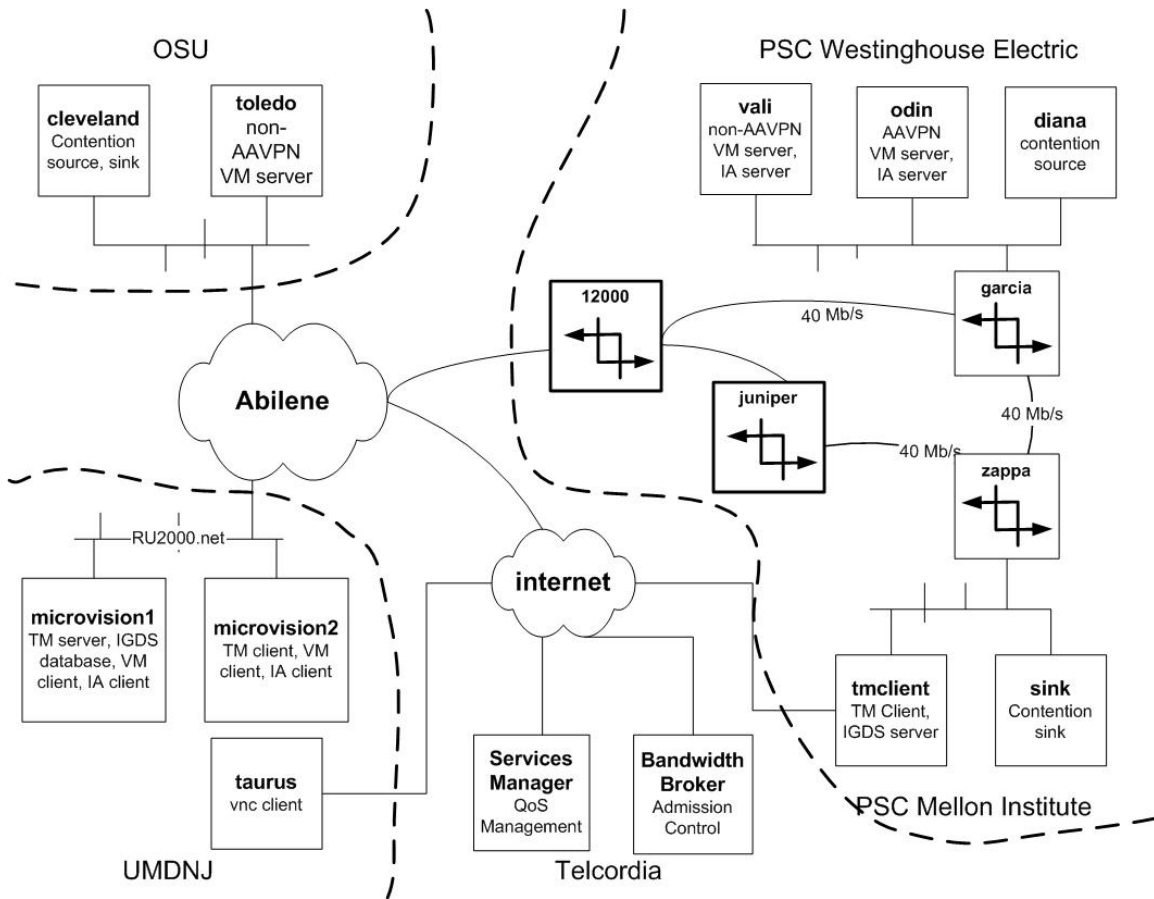 OSU
PSC Westinghouse Electric
cleveland
Contention
source, sink
toledo
non-
AAVPN
VM server
vali
non-AAVPN
VM server,
IA server
odin
AAVPN
VM server,
IA server
diana
contention
source
12000
garcia
40 Mb/s
Abilene
juniper
40 Mb/s
40 Mb/s
zappa
RU2000.net
internet
microvision1
TM server, IGDS
database, VM
client, IA client
microvision2
TM client, VM
client, IA client
tmclient
TM Client,
IGDS server
sink
Contention
sink
taurus
vnc client
Services
Manager
QoS
Management
Bandwidth
Broker
Admission
Control
PSC Mellon Institute
UMDNJ
Telcordia